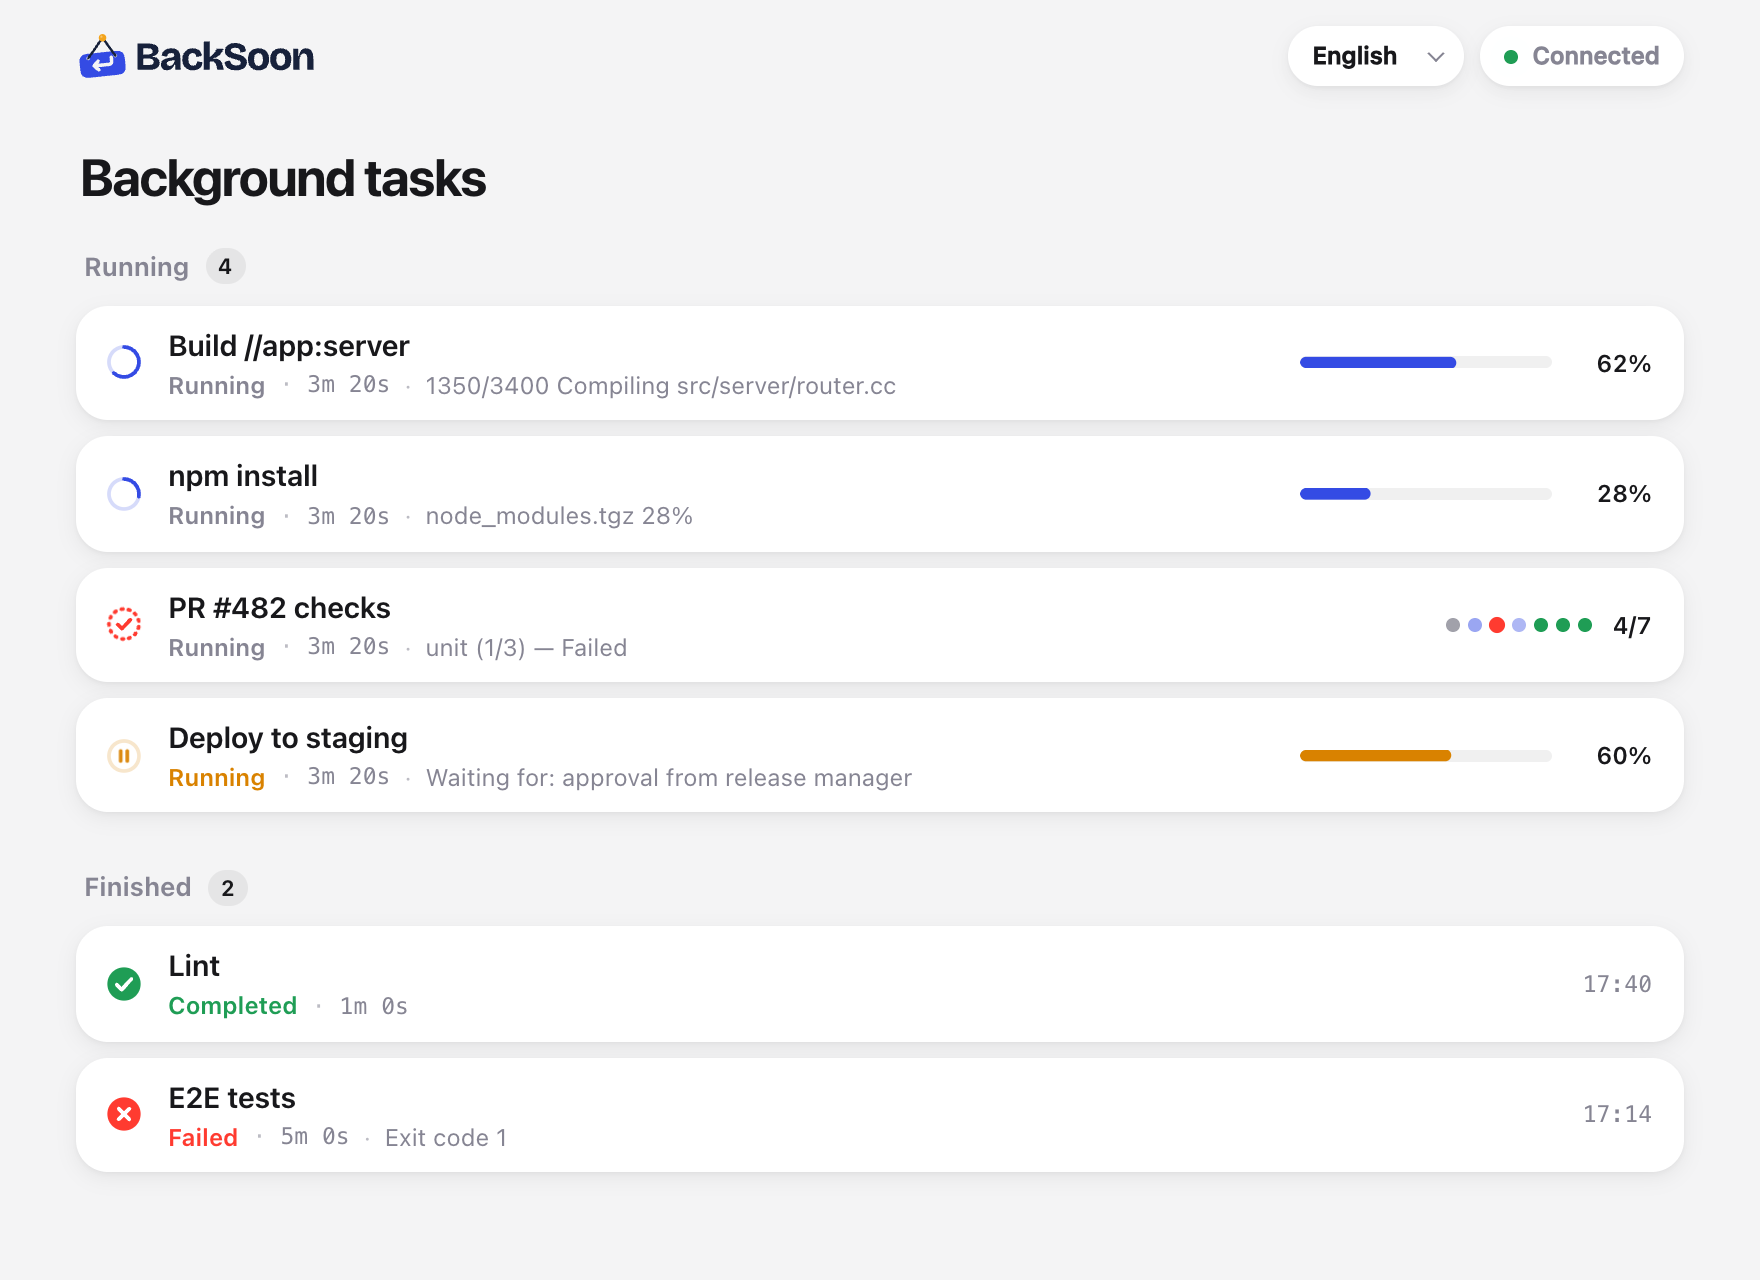 BackSoon
English
Connected
Background tasks
Running 4
Build //app:server
Running · 3m 20s · 1350/3400 Compiling src/server/router.cc
62%
npm install
Running · 3m 20s · node_modules.tgz 28%
28%
PR #482 checks
Running · 3m 20s · unit (1/3) — Failed
4/7
Deploy to staging
Running · 3m 20s · Waiting for: approval from release manager
60%
Finished 2
Lint
Completed · 1m 0s
17:40
E2E tests
Failed · 5m 0s · Exit code 1
17:14